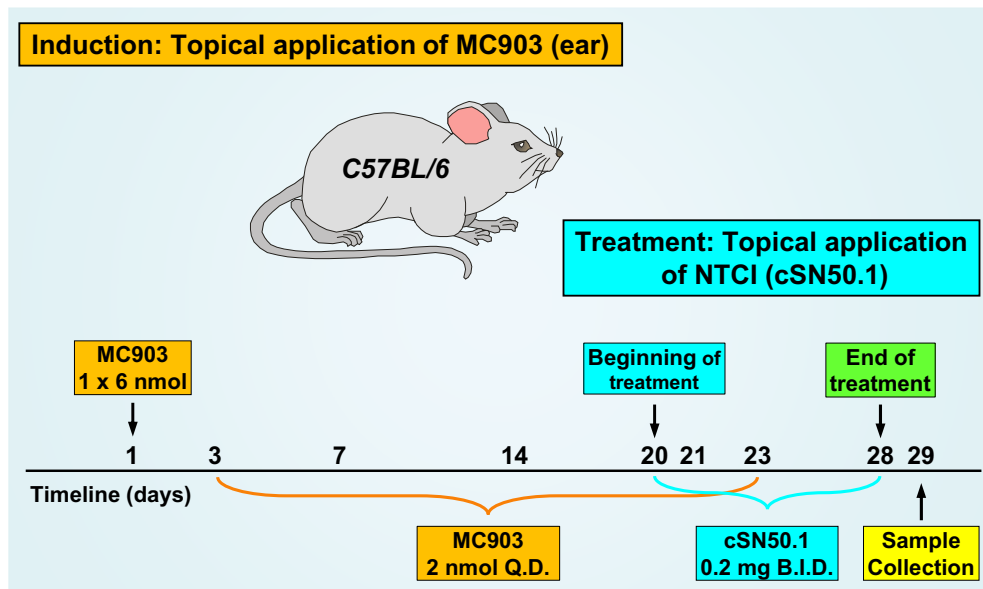 Induction: Topical application of MC903 (ear)
C57BL/6
Treatment: Topical application
of NTCI (cSN50.1)
MC903
1 x 6 nmol
Beginning of
treatment
End of
treatment
1 3 7 14 20 21 23 28 29
Timeline (days)
MC903
2 nmol Q.D.
cSN50.1
0.2 mg B.I.D.
Sample
Collection